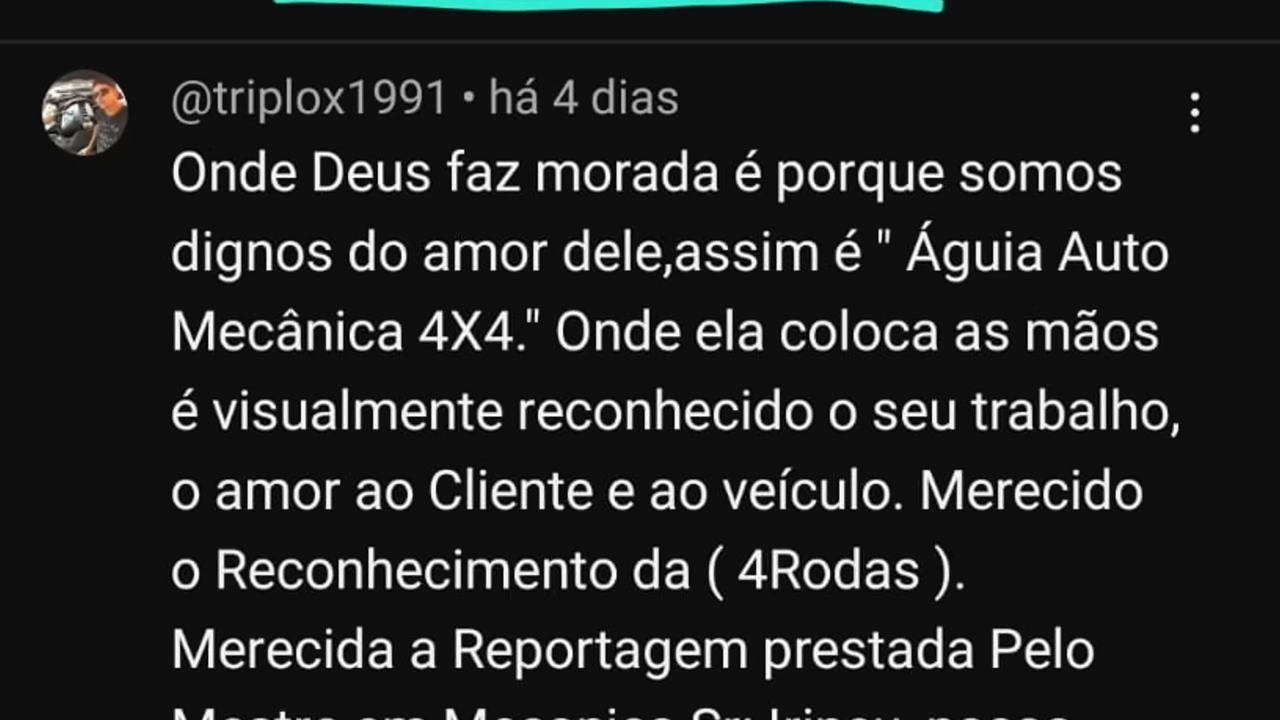 @triplox1991 • há 4 dias
Onde Deus faz morada é porque somos
dignos do amor dele,assim é " Águia Auto
Mecânica 4X4." Onde ela coloca as mãos
é visualmente reconhecido o seu trabalho,
o amor ao Cliente e ao veículo. Merecido
o Reconhecimento da ( 4Rodas ).
Merecida a Reportagem prestada Pelo